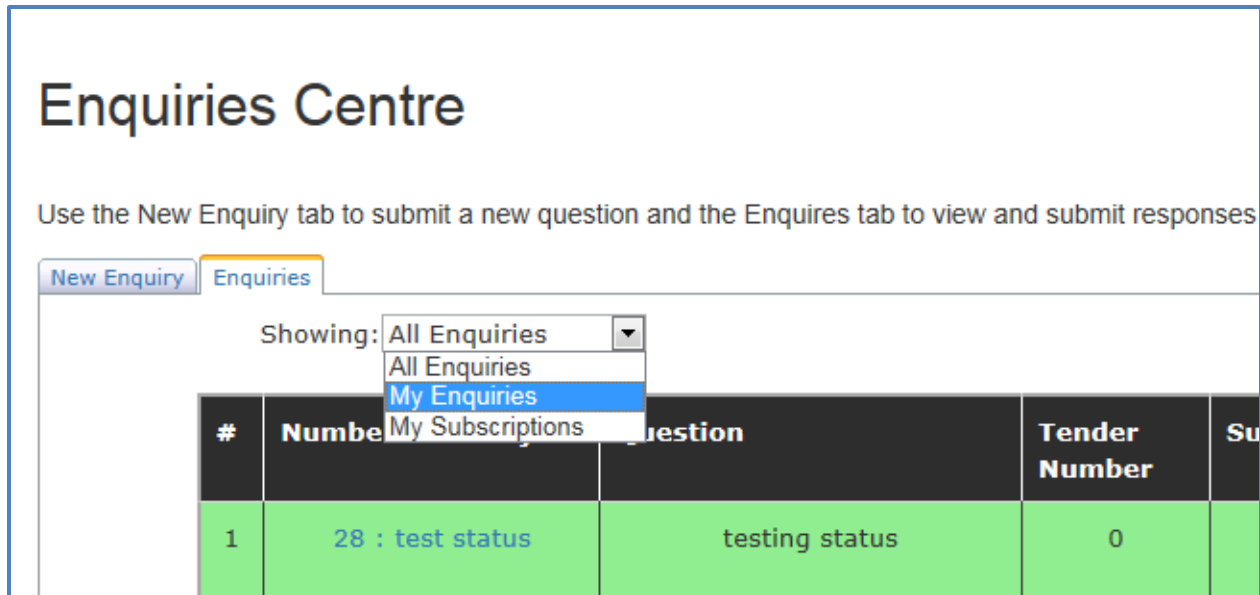 Enquiries Centre
Use the New Enquiry tab to submit a new question and the Enquires tab to view and submit responses
New Enquiry Enquiries
Showing: All Enquiries
All Enquiries
My Enquiries
My Subscriptions
# Question Tender
Number
1 28 : test status testing status 0